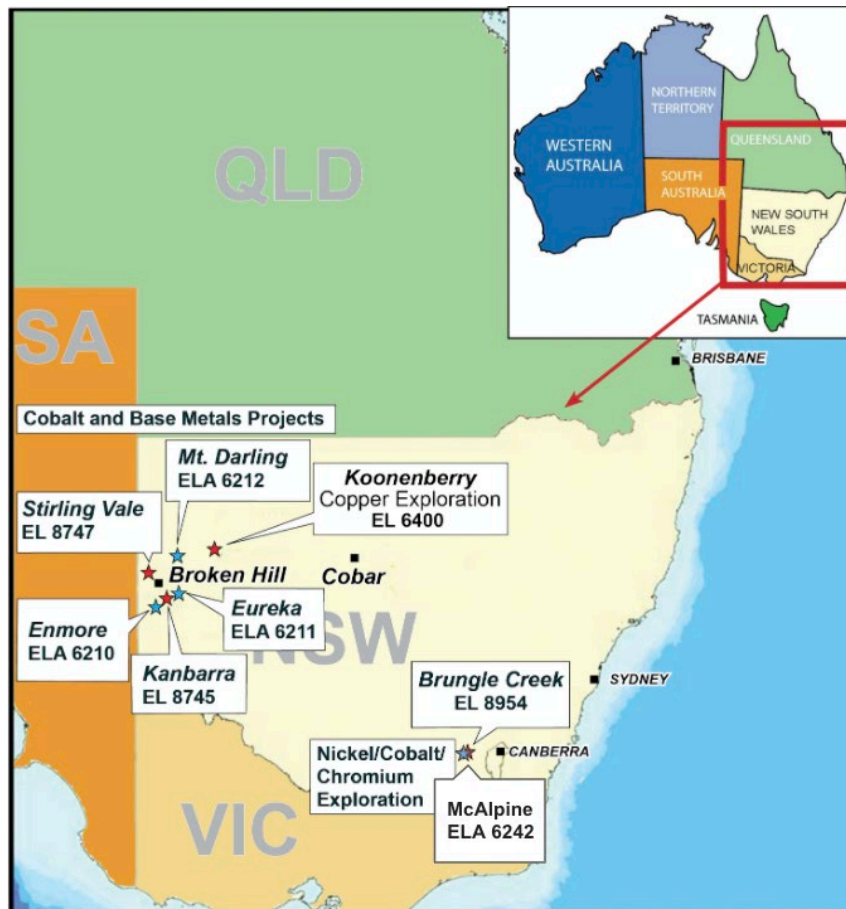 NORTHERN
TERRITORY
QUEENSLAND
WESTERN
AUSTRALIA
SOUTH
AUSTRALIA
NEW SOUTH
WALES
VICTORIA
TASMANIA
QLD
SA
BRISBANE
Cobalt and Base Metals Projects
Mt. Darling
ELA 6212
Koonenberry
Copper Exploration
EL 6400
Stirling Vale
EL 8747
Broken Hill
Cobar
Enmore
ELA 6210
Eureka
ELA 6211
NSW
Kanbarra
EL 8745
Brungle Creek
EL 8954
SYDNEY
CANBERRA
Nickel/Cobalt/
Chromium
Exploration
McAlpine
ELA 6242
VIC